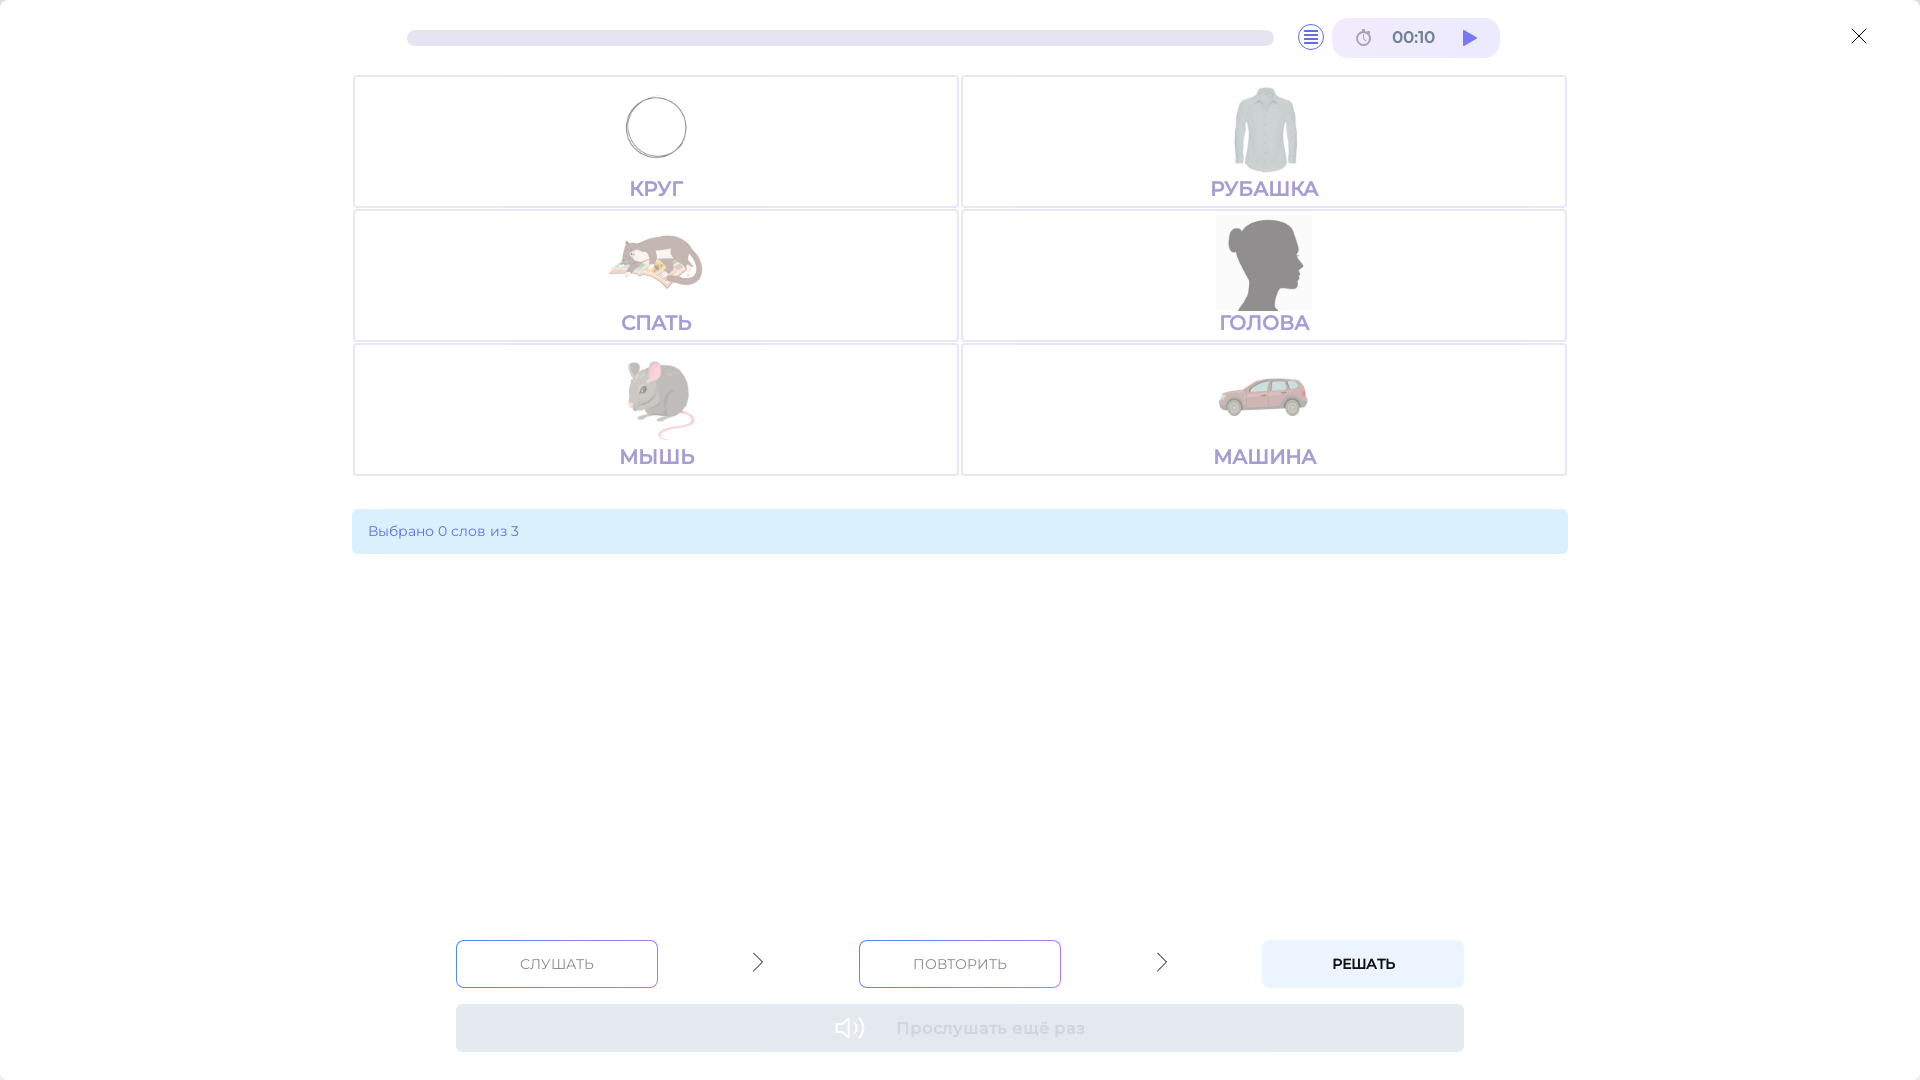 00:10
КРУГ
РУБАШКА
СПАТЬ
ГОЛОВА
МЫШЬ
МАШИНА
Выбрано 0 слов из 3
СЛУШАТЬ
ПОВТОРИТЬ
РЕШАТЬ
Прослушать ещё раз